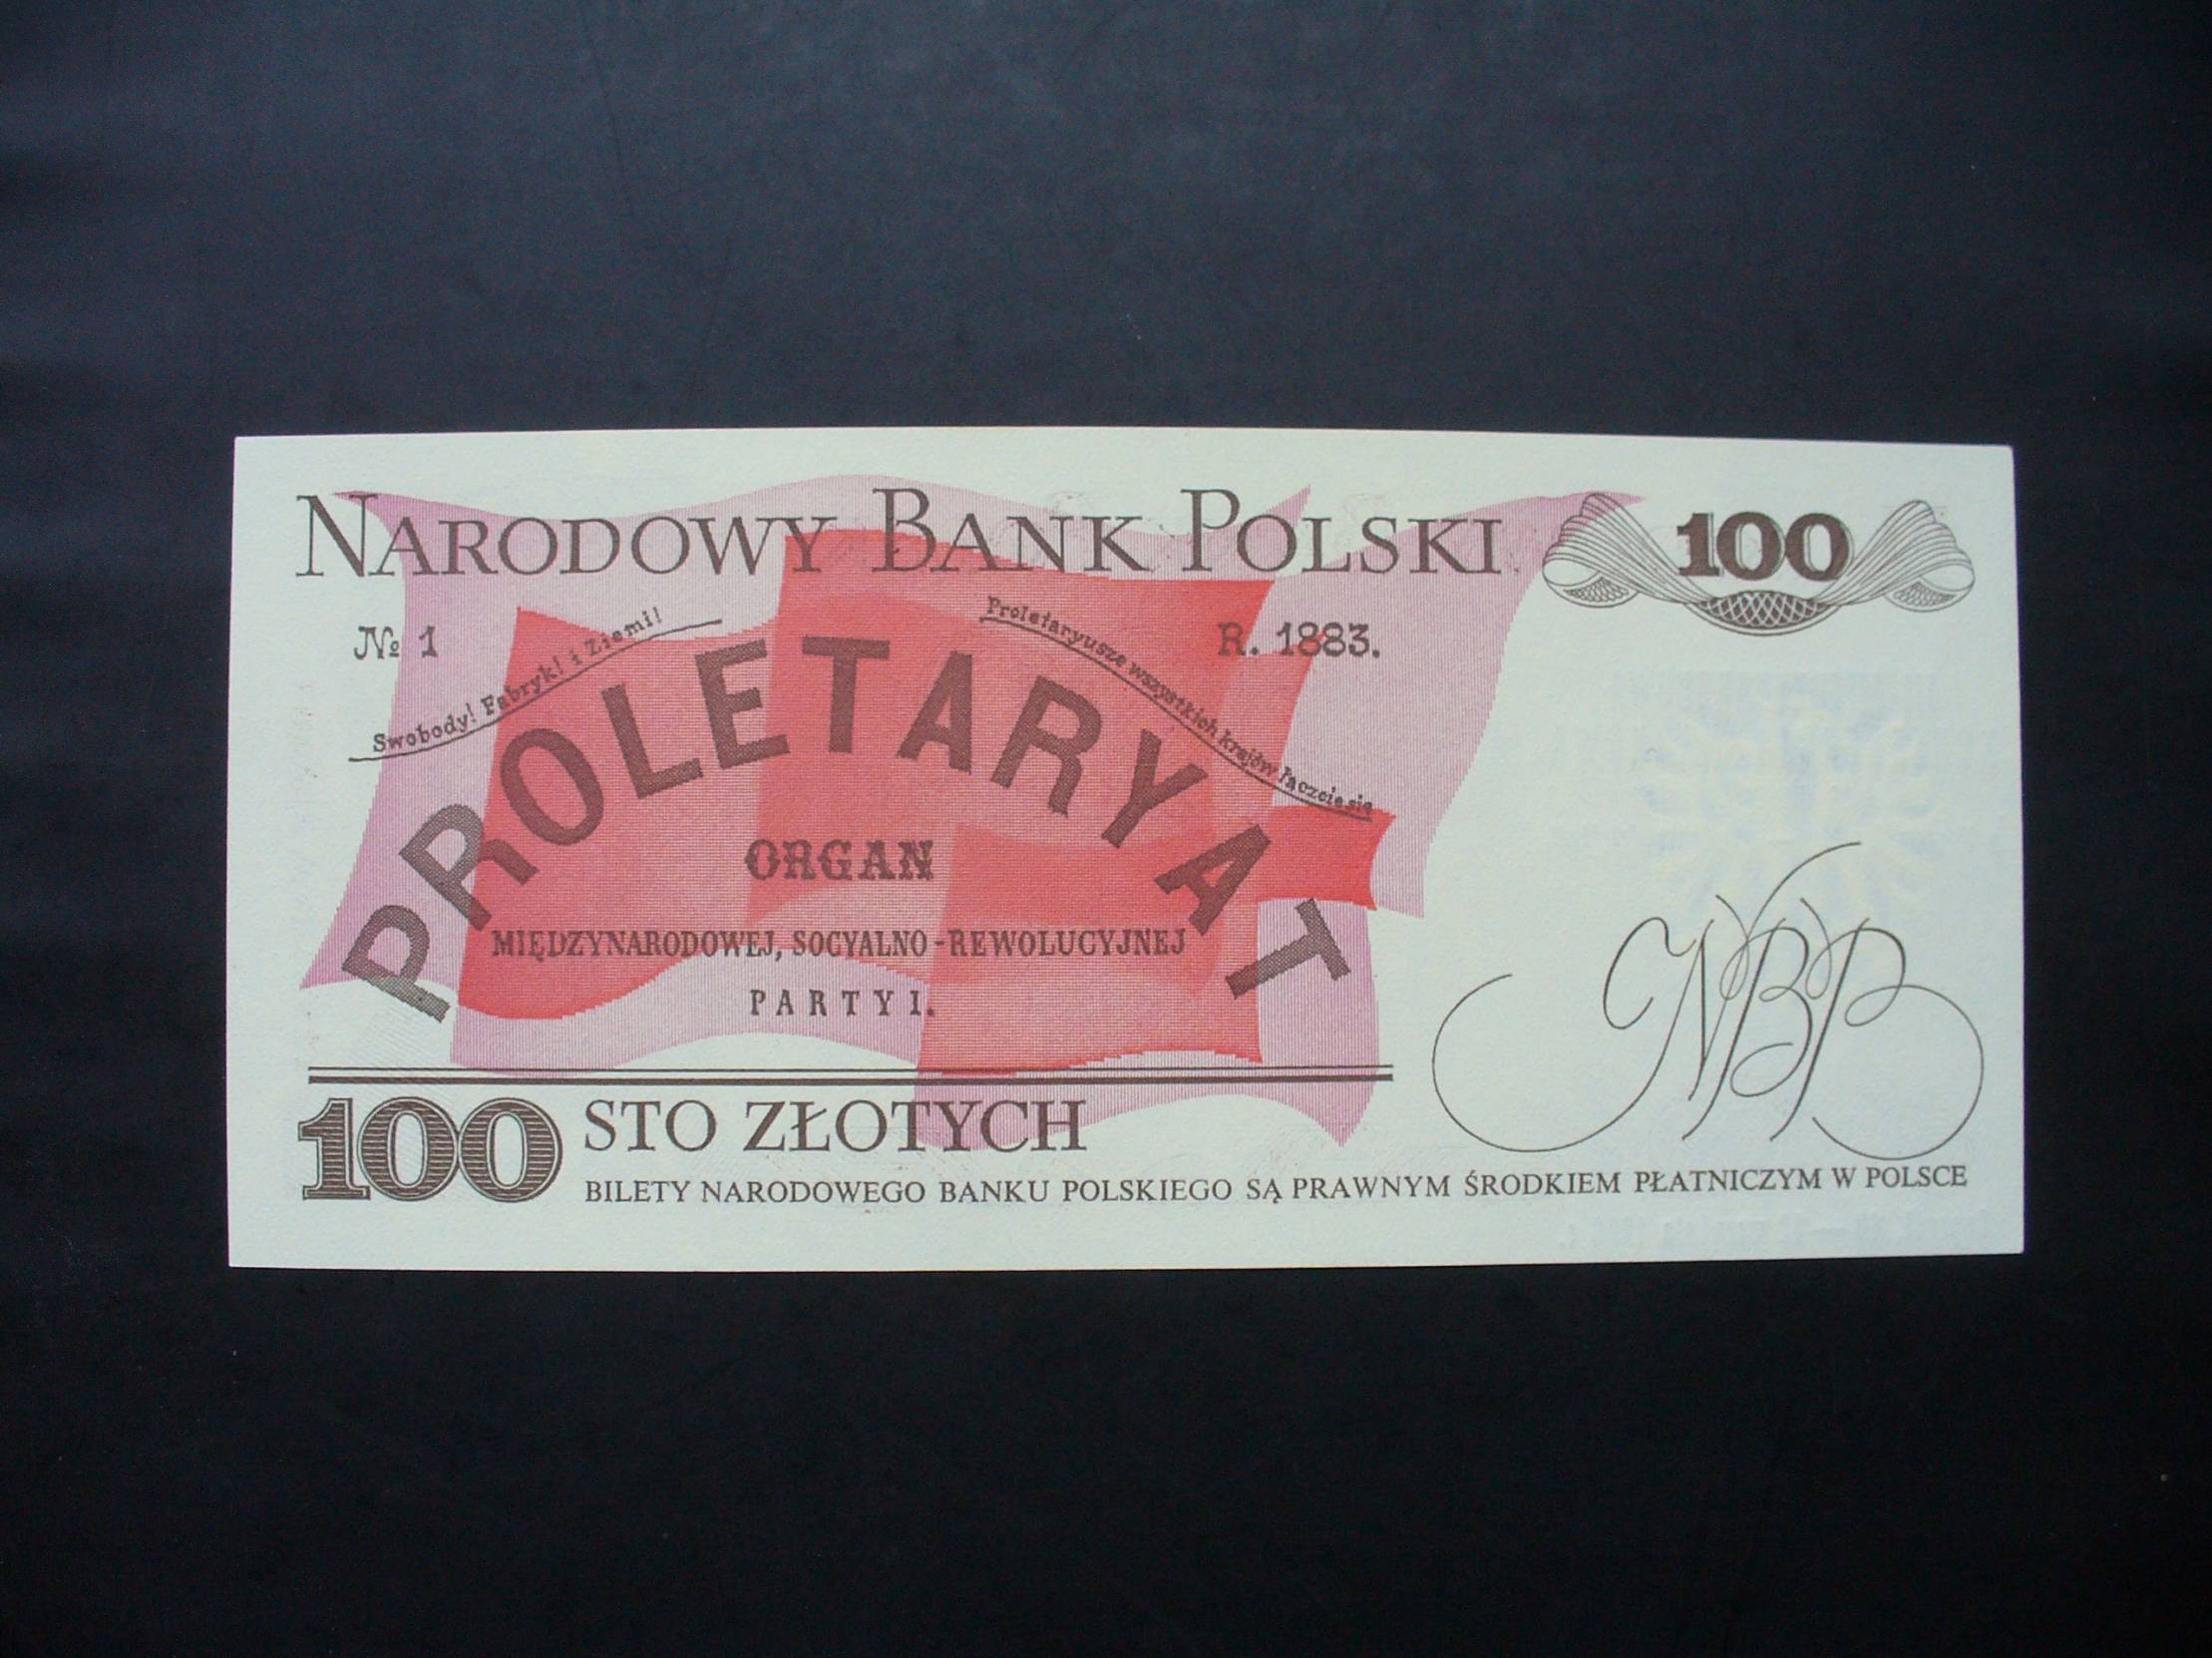 NARODOWY BANK POLSKI
100
№ 1
Swobody! Fabryk! i Ziemi!
Proletaryusze wszystkich krajów łączcie się
R. 1883.
PROLETARYAT
ORGAN
MIĘDZYNARODOWEJ, SOCYALNO-REWOLUCYJNEJ
PARTYI.
NBP
100 STO ZŁOTYCH
BILETY NARODOWEGO BANKU POLSKIEGO SĄ PRAWNYM ŚRODKIEM PŁATNICZYM W POLSCE